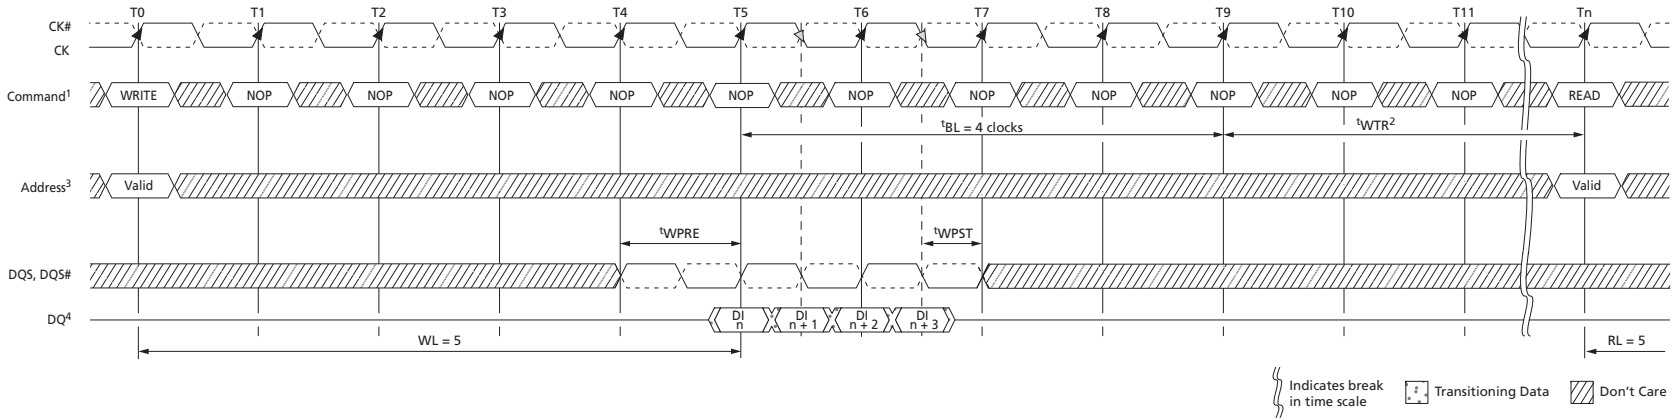 T0 T1 T2 T3 T4 T5 T6 T7 T8 T9 T10 T11 Tn
CK#
CK
Command1 WRITE NOP NOP NOP NOP NOP NOP NOP NOP NOP NOP NOP READ
tBL = 4 clocks tWTR2
Address3 Valid Valid
tWPRE tWPST
DQS, DQS#
DQ4 DI n DI n + 1 DI n + 2 DI n + 3
WL = 5 RL = 5
Indicates break in time scale
Transitioning Data
Don't Care